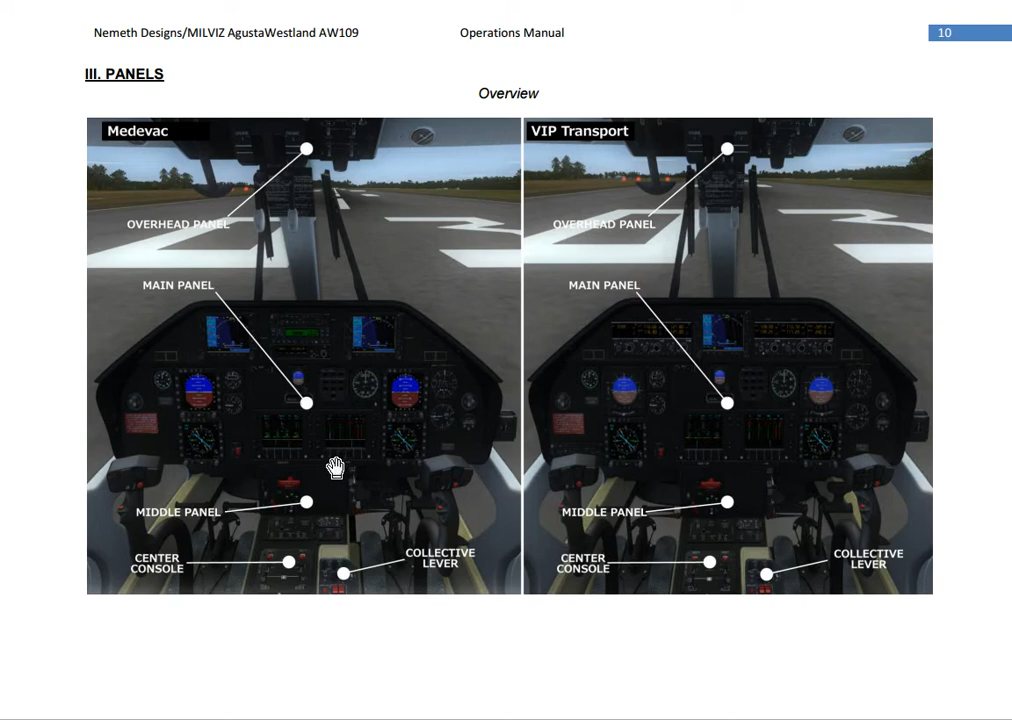 Nemeth Designs/MILVIZ AgustaWestland AW109 Operations Manual 10
III. PANELS
Overview
Medevac
OVERHEAD PANEL
MAIN PANEL
MIDDLE PANEL
CENTER
CONSOLE
COLLECTIVE
LEVER
VIP Transport
OVERHEAD PANEL
MAIN PANEL
MIDDLE PANEL
CENTER
CONSOLE
COLLECTIVE
LEVER